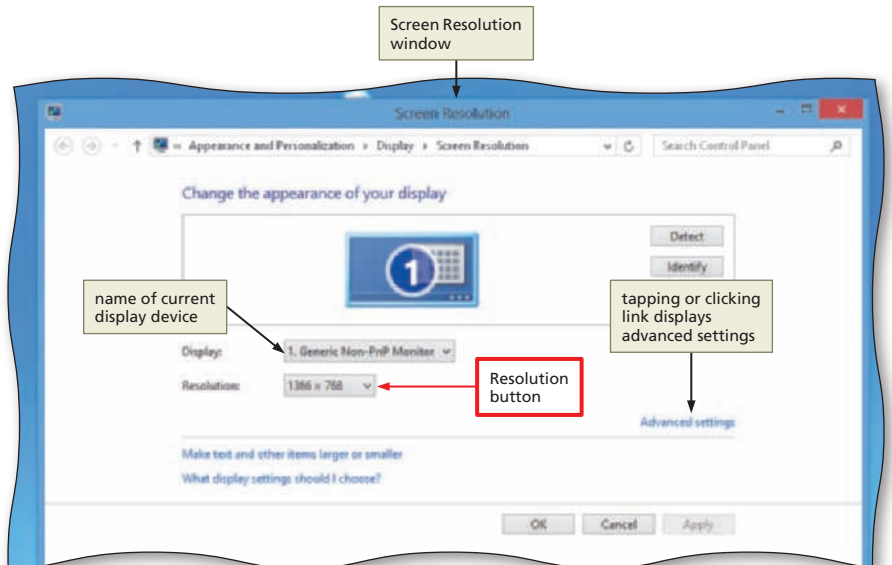 Screen Resolution
window
Screen Resolution
Appearance and Personalization Display Screen Resolution
Search Control Panel
Change the appearance of your display
1
Detect
Identify
name of current
display device
tapping or clicking
link displays
advanced settings
Display: 1. Generic Non-PnP Monitor
Resolution: 1366 × 768
Resolution
button
Advanced settings
Make text and other items larger or smaller
What display settings should I choose?
OK Cancel Apply